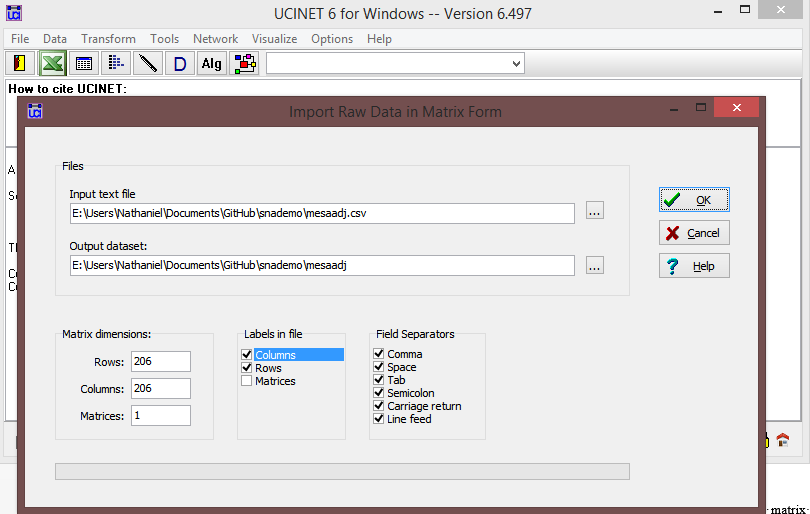 UCINET 6 for Windows -- Version 6.497
File Data Transform Tools Network Visualize Options Help
D Alg
How to cite UCINET:
Import Raw Data in Matrix Form
Files
Input text file
E:\Users\Nathaniel\Documents\GitHub\snademo\mesaadj.csv
...
OK
Output dataset:
E:\Users\Nathaniel\Documents\GitHub\snademo\mesaadj
...
Cancel
Help
Matrix dimensions:
Rows: 206
Columns: 206
Matrices: 1
Labels in file
Columns
Rows
Matrices
Field Separators
Comma
Space
Tab
Semicolon
Carriage return
Line feed
matrix